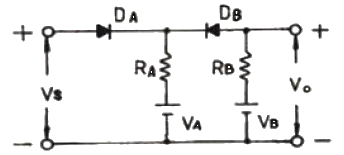 DA DB
+ +
RA RB
Vs Vo
VA VB
− −